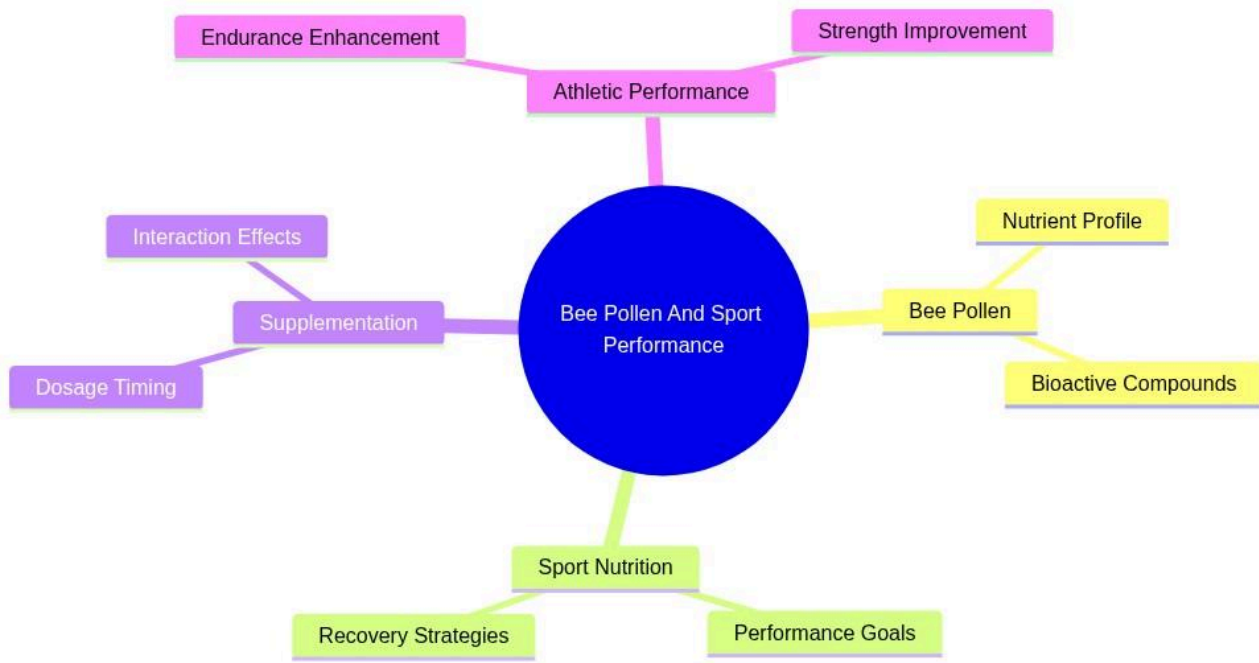 Endurance Enhancement
Strength Improvement
Athletic Performance
Interaction Effects
Nutrient Profile
Supplementation
Bee Pollen And Sport
Performance
Bee Pollen
Dosage Timing
Bioactive Compounds
Sport Nutrition
Recovery Strategies
Performance Goals